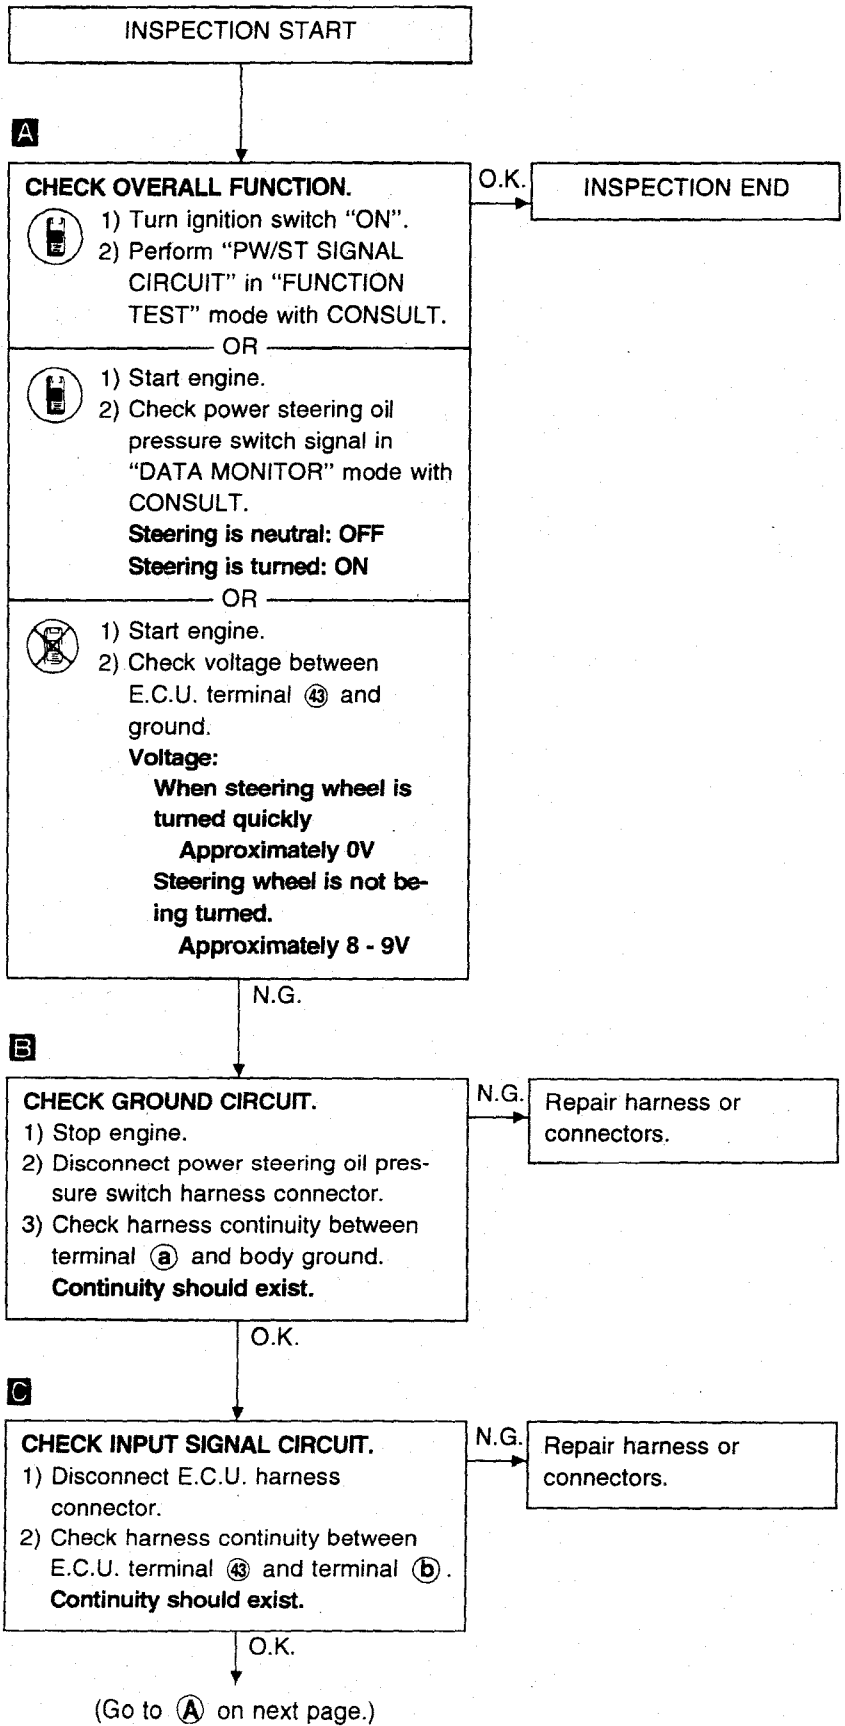 INSPECTION START
A
CHECK OVERALL FUNCTION.
1) Turn ignition switch “ON”.
2) Perform “PW/ST SIGNAL
CIRCUIT” in “FUNCTION
TEST” mode with CONSULT.
O.K.
INSPECTION END
OR
1) Start engine.
2) Check power steering oil
pressure switch signal in
“DATA MONITOR” mode with
CONSULT.
Steering is neutral: OFF
Steering is turned: ON
OR
1) Start engine.
2) Check voltage between
E.C.U. terminal ㊸ and
ground.
Voltage:
When steering wheel is
turned quickly
Approximately 0V
Steering wheel is not be-
ing turned.
Approximately 8 - 9V
N.G.
B
CHECK GROUND CIRCUIT.
1) Stop engine.
2) Disconnect power steering oil pres-
sure switch harness connector.
3) Check harness continuity between
terminal ⓐ and body ground.
Continuity should exist.
N.G.
Repair harness or
connectors.
O.K.
C
CHECK INPUT SIGNAL CIRCUIT.
1) Disconnect E.C.U. harness
connector.
2) Check harness continuity between
E.C.U. terminal ㊸ and terminal ⓑ.
Continuity should exist.
N.G.
Repair harness or
connectors.
O.K.
(Go to Ⓐ on next page.)